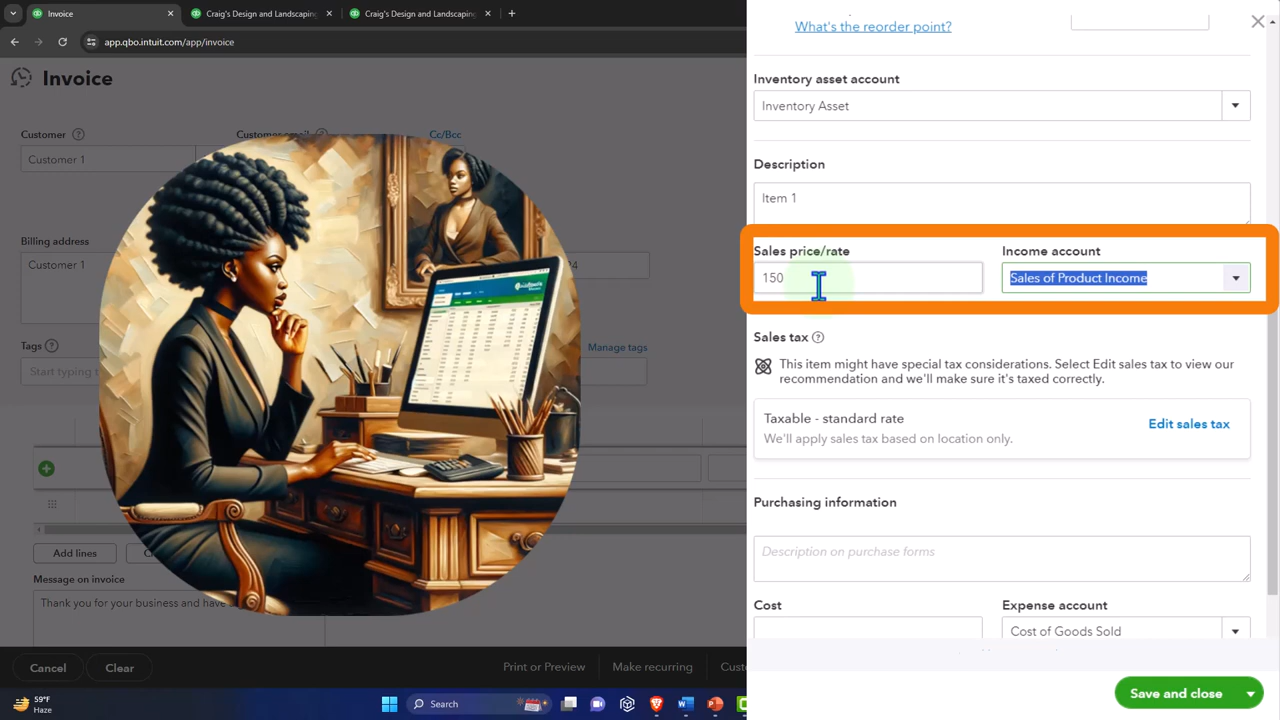 Craig's Design and Landscaping
Craig's Design and Landscaping
app.qbo.intuit.com/app/invoice
Invoice
Customer
Cc/Bcc
Customer 1
Billing address
Customer 1
24
Tags
Manage tags
Start typing t
Add lines
Message on invoice
Thank you for your business and have
Cancel
Clear
Print or Preview
Make recurring
59°F
Haze
Search
What's the reorder point?
Inventory asset account
Inventory Asset
Description
Item 1
Sales price/rate
Income account
150
Sales of Product Income
Sales tax
This item might have special tax considerations. Select Edit sales tax to view our
recommendation and we'll make sure it's taxed correctly.
Taxable - standard rate
Edit sales tax
We'll apply sales tax based on location only.
Purchasing information
Description on purchase forms
Cost
Expense account
Cost of Goods Sold
Save and close